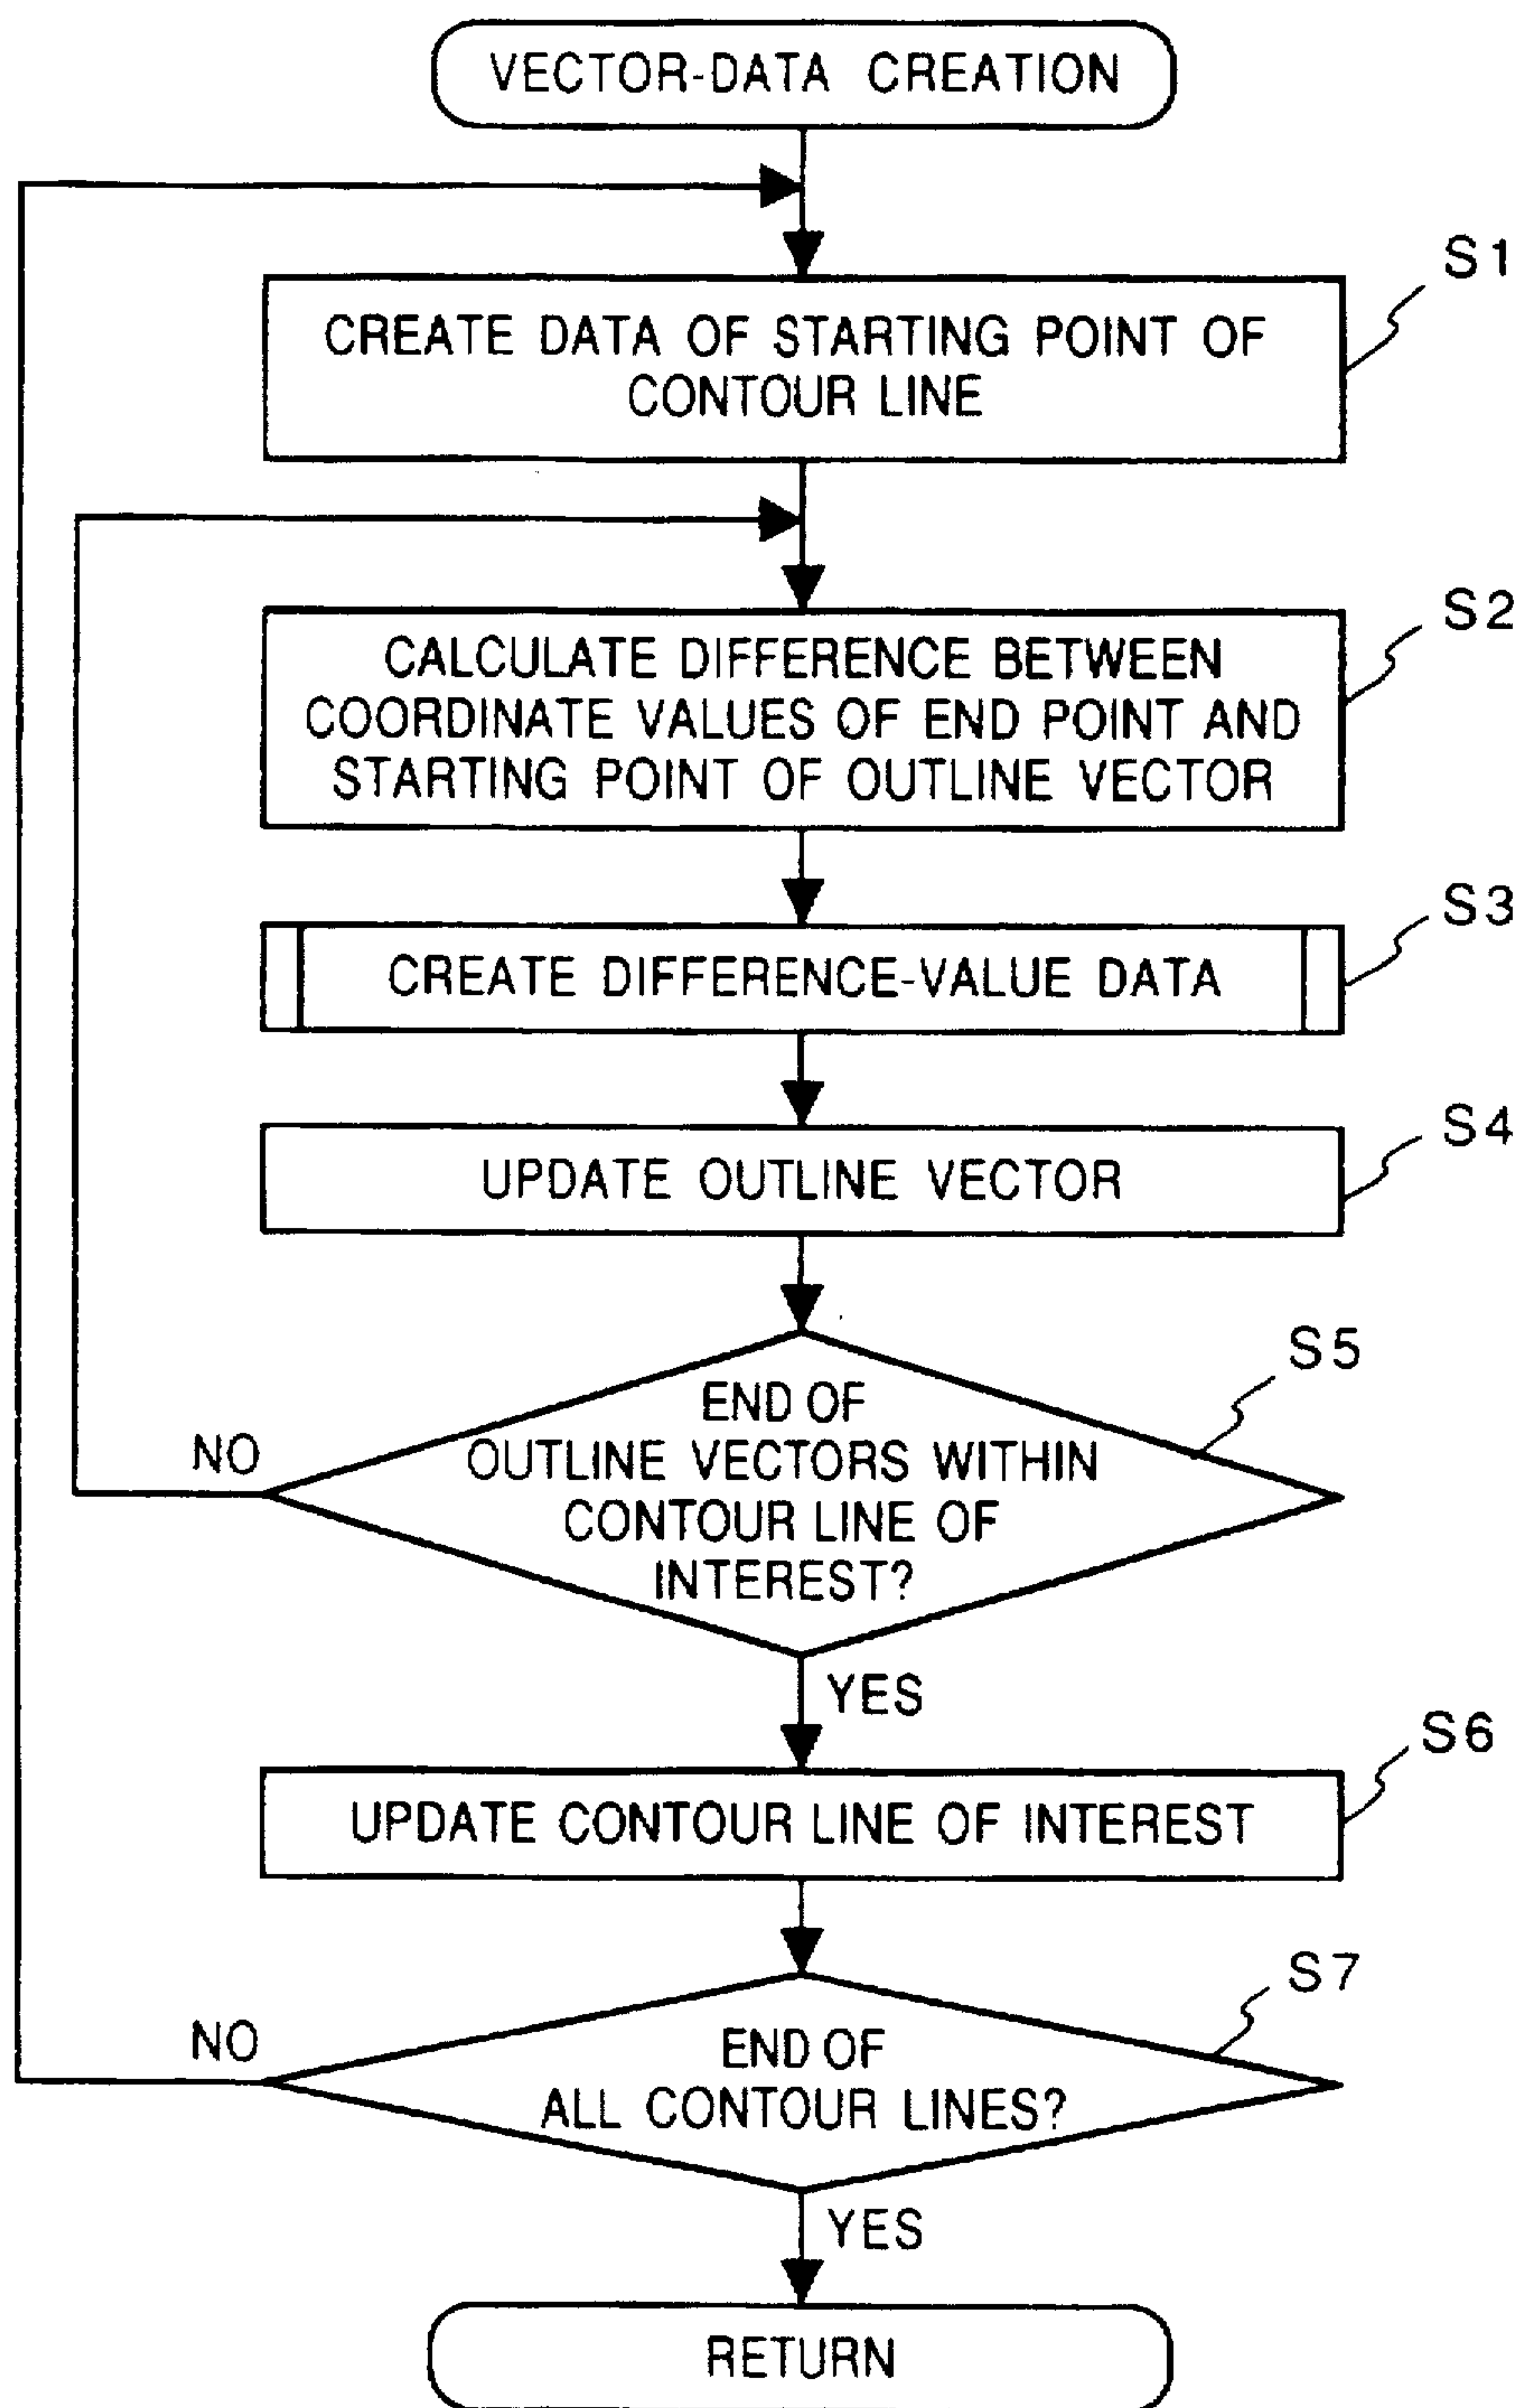 VECTOR-DATA CREATION
S1
CREATE DATA OF STARTING POINT OF
CONTOUR LINE
S2
CALCULATE DIFFERENCE BETWEEN
COORDINATE VALUES OF END POINT AND
STARTING POINT OF OUTLINE VECTOR
S3
CREATE DIFFERENCE-VALUE DATA
S4
UPDATE OUTLINE VECTOR
S5
END OF
OUTLINE VECTORS WITHIN
CONTOUR LINE OF
INTEREST?
NO
YES
S6
UPDATE CONTOUR LINE OF INTEREST
S7
END OF
ALL CONTOUR LINES?
NO
YES
RETURN